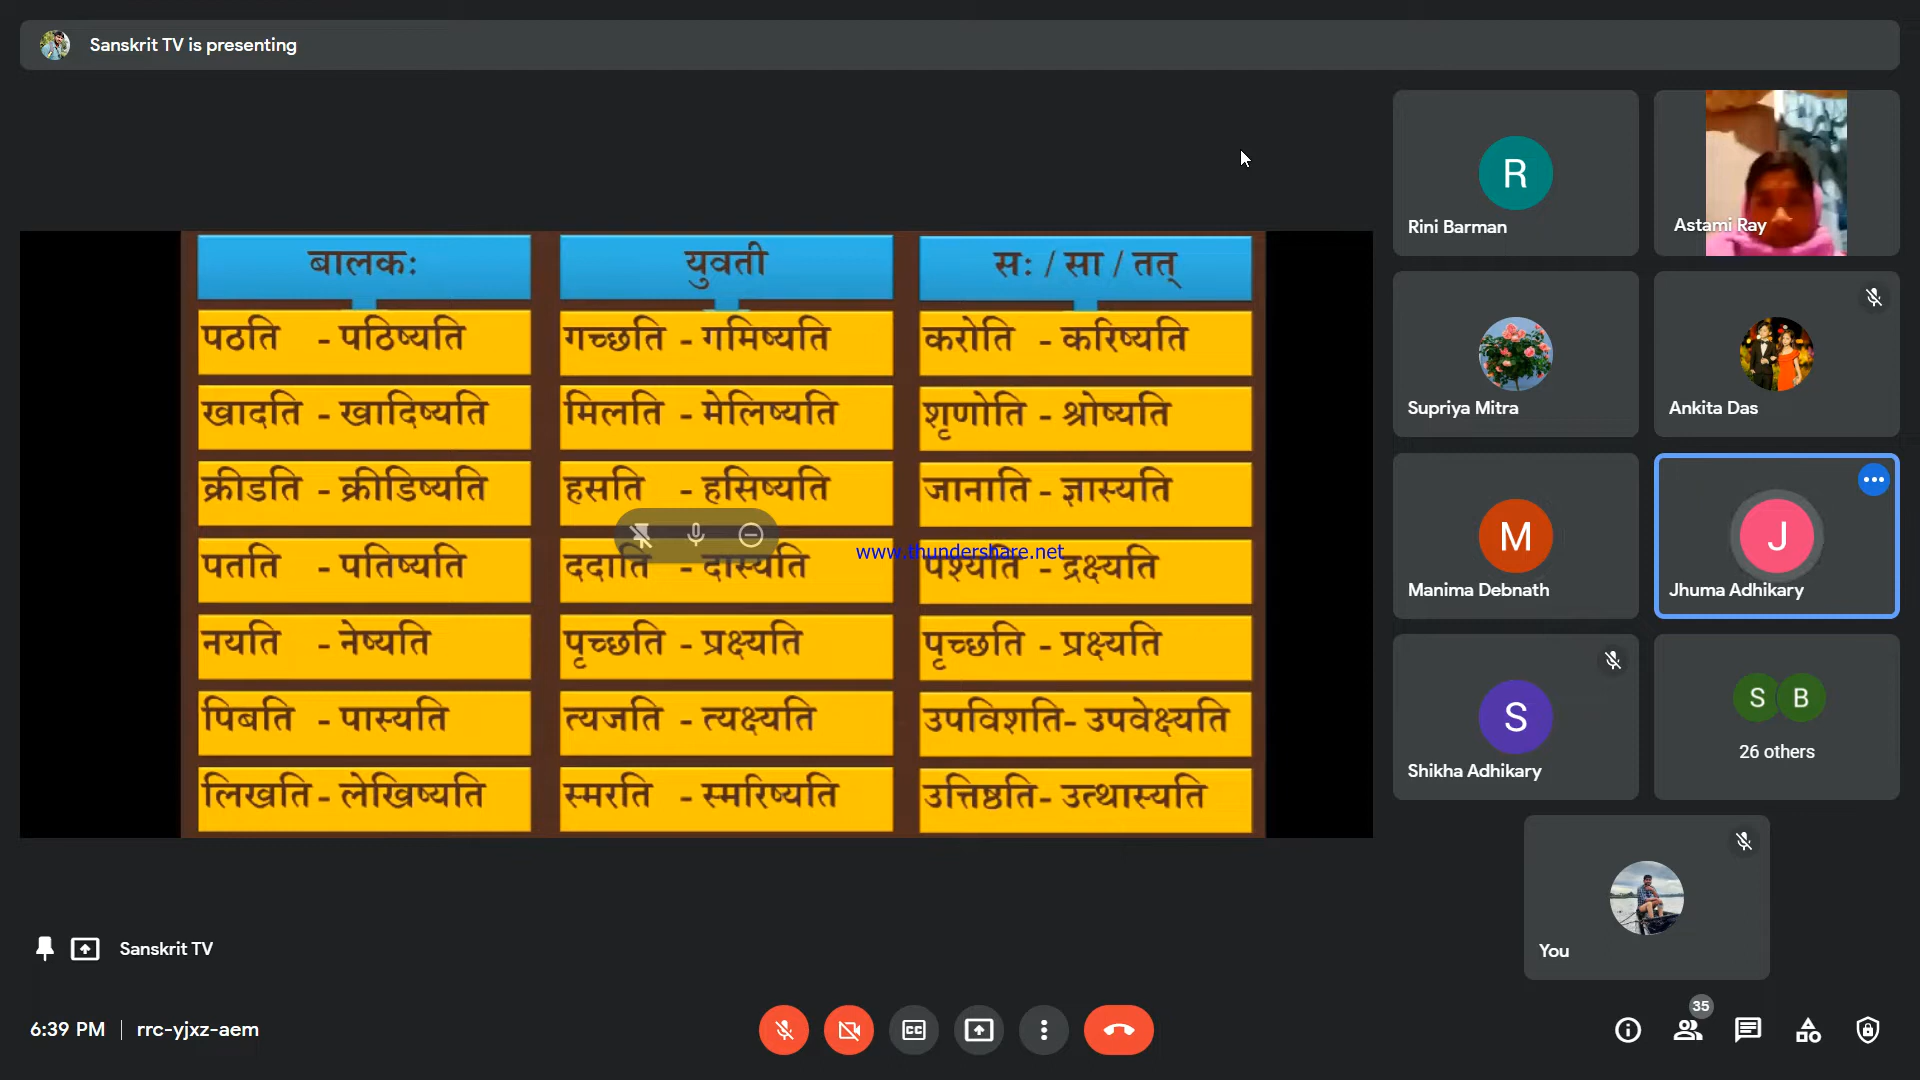 Sanskrit TV is presenting
बालकः
पठति - पठिष्यति
खादति - खादिष्यति
क्रीडति - क्रीडिष्यति
पतति - पतिष्यति
नयति - नेष्यति
पिबति - पास्यति
लिखति - लेखिष्यति
युवती
गच्छति - गमिष्यति
मिलति - मेलिष्यति
हसति - हसिष्यति
ददाति - दास्यति
पृच्छति - प्रक्ष्यति
त्यजति - त्यक्ष्यति
स्मरति - स्मरिष्यति
सः / सा / तत्
करोति - करिष्यति
शृणोति - श्रोष्यति
जानाति - ज्ञास्यति
पश्यति - द्रक्ष्यति
पृच्छति - प्रक्ष्यति
उपविशति- उपवेक्ष्यति
उत्तिष्ठति- उत्थास्यति
www.thundershare.net
R
Rini Barman
Astami Ray
Supriya Mitra
Ankita Das
M
Manima Debnath
J
Jhuma Adhikary
S
Shikha Adhikary
S B
26 others
You
Sanskrit TV
6:39 PM | rrc-yjxz-aem
CC
35